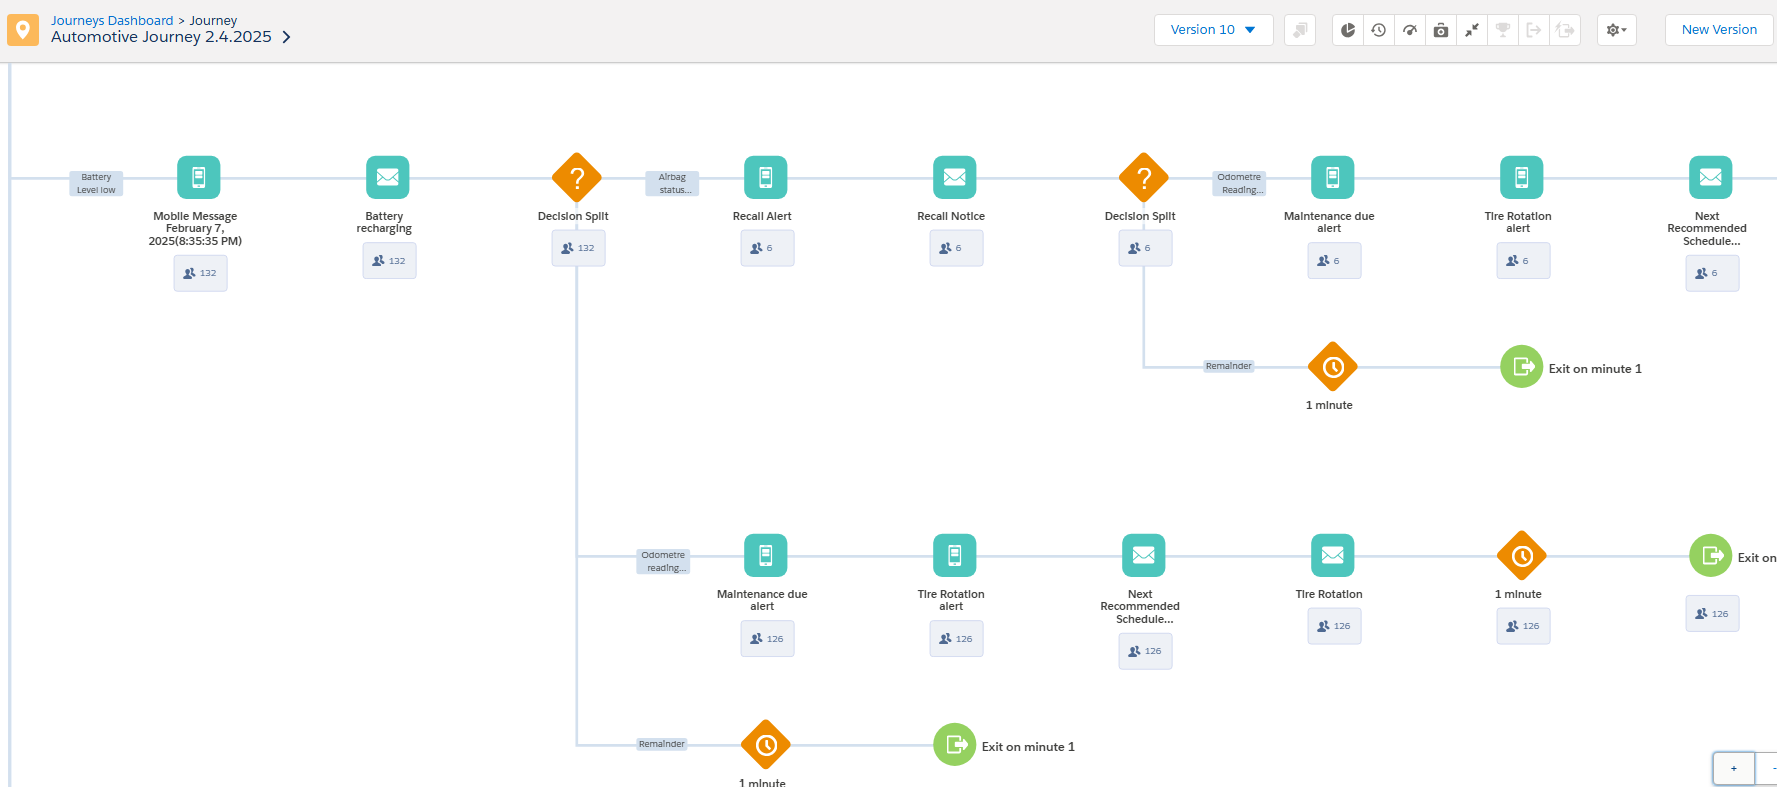 Journeys Dashboard > Journey
Automotive Journey 2.4.2025
Version 10
New Version
Battery
Level low
Airbag
status...
Odometre
Reading...
Mobile Message
February 7,
2025(8:35:35 PM)
132
Battery
recharging
132
Decision Split
132
Recall Alert
6
Recall Notice
6
Decision Split
6
Maintenance due
alert
6
Tire Rotation
alert
6
Next
Recommended
Schedule...
6
Remainder
1 minute
Exit on minute 1
Odometre
reading...
Maintenance due
alert
126
Tire Rotation
alert
126
Next
Recommended
Schedule...
126
Tire Rotation
126
1 minute
126
Exit on
126
Remainder
1 minute
Exit on minute 1
+
-